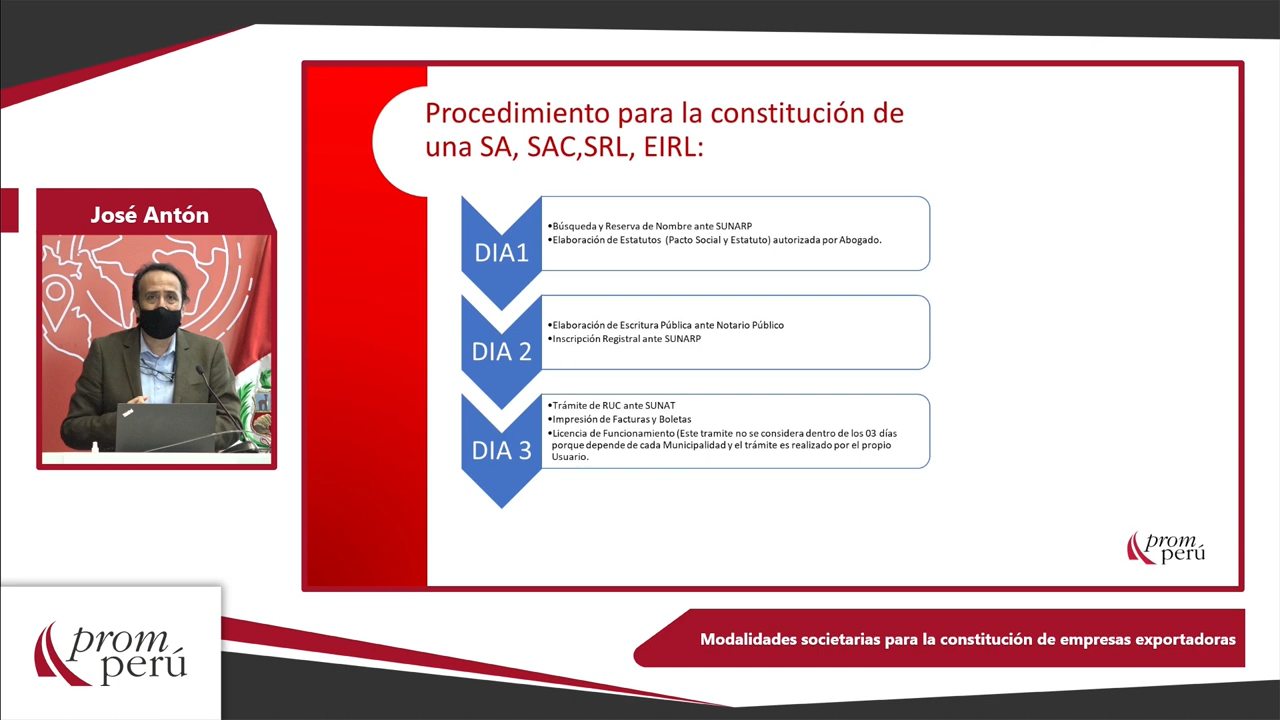 José Antón
Procedimiento para la constitución de
una SA, SAC,SRL, EIRL:
DIA1
•Búsqueda y Reserva de Nombre ante SUNARP
•Elaboración de Estatutos (Pacto Social y Estatuto) autorizada por Abogado.
DIA 2
•Elaboración de Escritura Pública ante Notario Público
•Inscripción Registral ante SUNARP
DIA 3
•Trámite de RUC ante SUNAT
•Impresión de Facturas y Boletas
•Licencia de Funcionamiento (Este tramite no se considera dentro de los 03 días
porque depende de cada Municipalidad y el trámite es realizado por el propio
Usuario.
prom
perú
prom
perú
Modalidades societarias para la constitución de empresas exportadoras